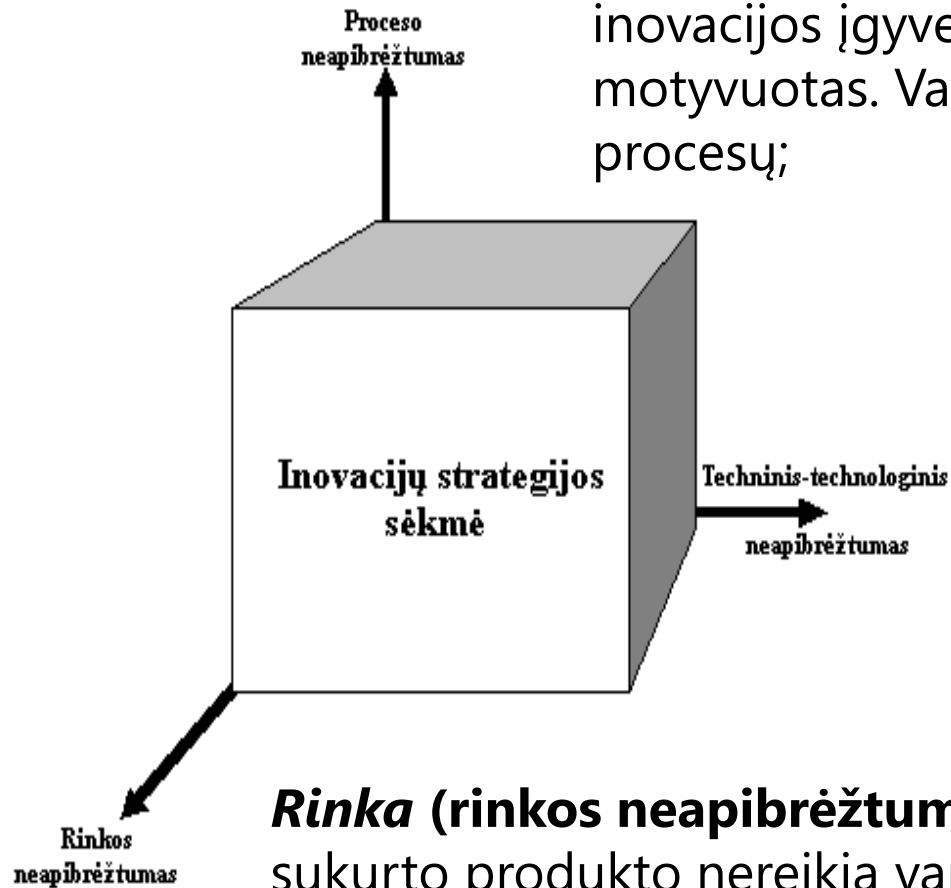 Proceso
neapibrėžtumas
inovacijos įgyve
motyvuotas. Va
procesų;
Inovacijų strategijos
sėkmė
Techninis-technologinis
neapibrėžtumas
Rinkos
neapibrėžtumas
Rinka (rinkos neapibrėžtum
sukurto produkto nereikia va